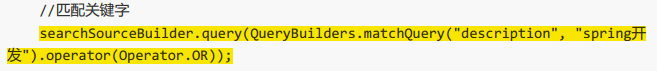 //匹配关键字
searchSourceBuilder.query(QueryBuilders.matchQuery("description", "spring开
发").operator(Operator.OR));